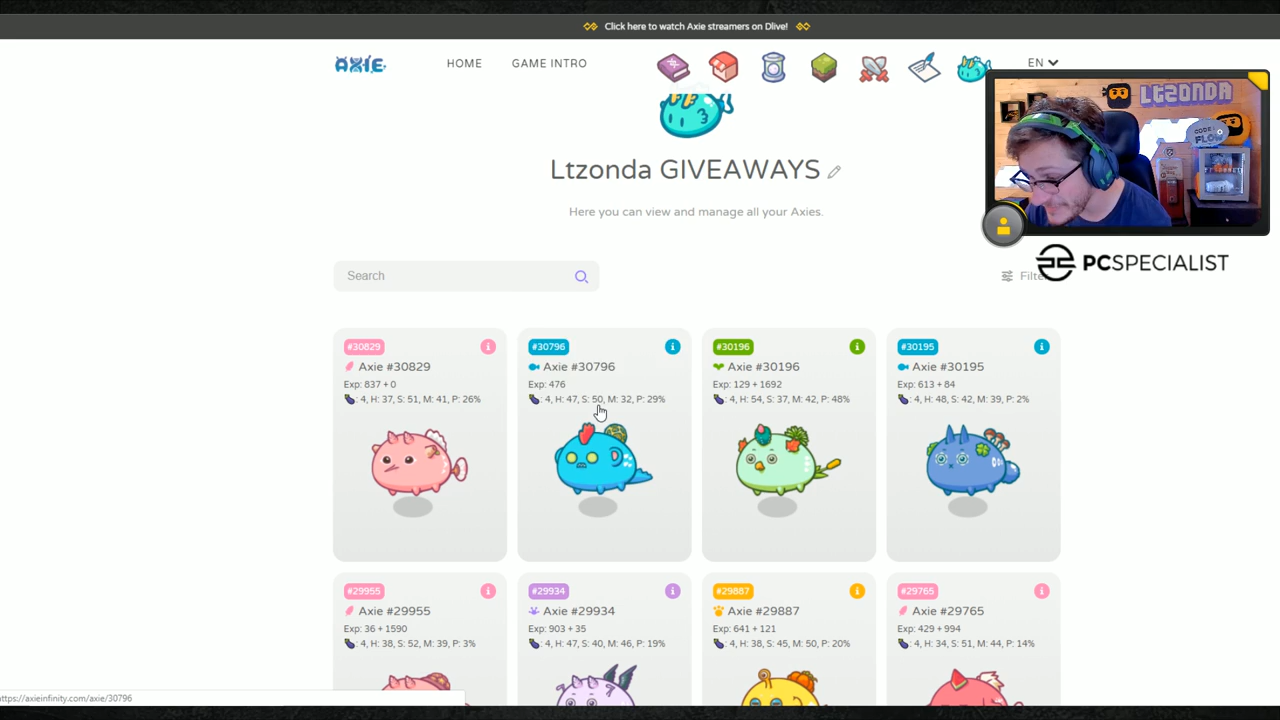 Click here to watch Axie streamers on Dlive!
AXIE
HOME
GAME INTRO
EN
LTZONDA
CODE
FLOW
PCSPECIALIST
Ltzonda GIVEAWAYS
Here you can view and manage all your Axies.
Search
Filte
#30829
Axie #30829
Exp: 837 + 0
: 4, H: 37, S: 51, M: 41, P: 26%
#30796
Axie #30796
Exp: 476
: 4, H: 47, S: 50, M: 32, P: 29%
#30196
Axie #30196
Exp: 129 + 1692
: 4, H: 54, S: 37, M: 42, P: 48%
#30195
Axie #30195
Exp: 613 + 84
: 4, H: 48, S: 42, M: 39, P: 2%
#29955
Axie #29955
Exp: 36 + 1590
: 4, H: 38, S: 52, M: 39, P: 3%
#29934
Axie #29934
Exp: 903 + 35
: 4, H: 47, S: 40, M: 46, P: 19%
#29887
Axie #29887
Exp: 641 + 121
: 4, H: 38, S: 45, M: 50, P: 20%
#29765
Axie #29765
Exp: 429 + 994
: 4, H: 34, S: 51, M: 44, P: 14%
ttps://axieinfinity.com/axie/30796